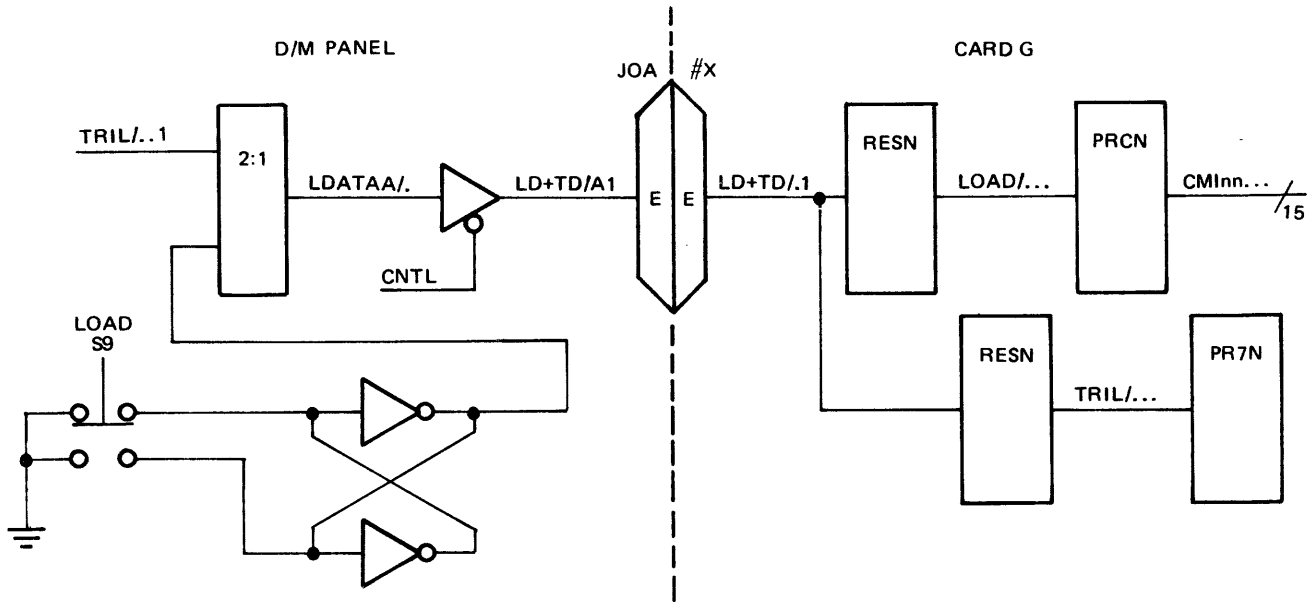 D/M PANEL
CARD G
JOA
#X
TRIL/..1
2:1
LDATAA/.
LD+TD/A1
E
E
LD+TD/.1
RESN
LOAD/...
PRCN
CMInn...
15
CNTL
LOAD
S9
RESN
TRIL/...
PR7N